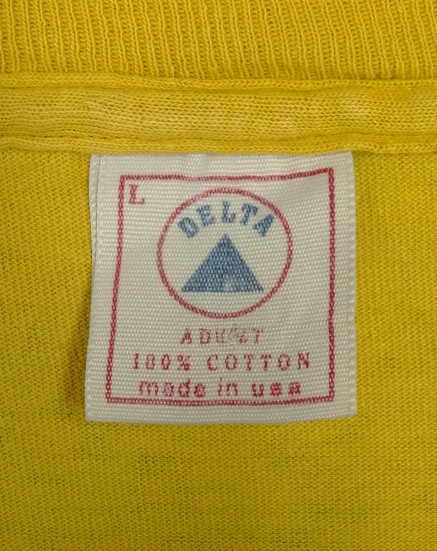 L
DELTA
ADULT
100% COTTON
made in usa